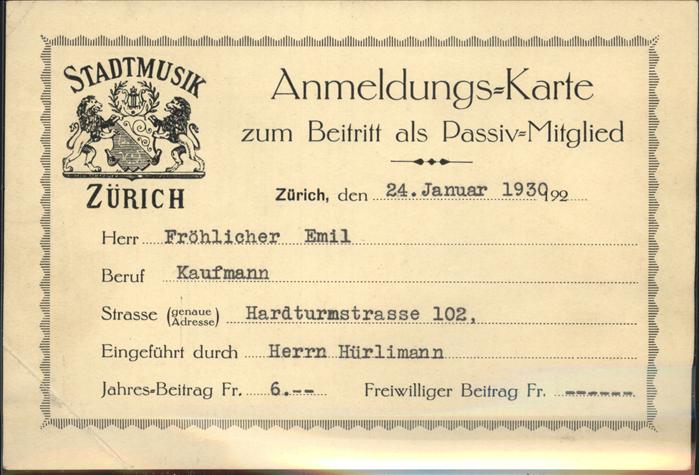 STADTMUSIK
ZÜRICH
Anmeldungs=Karte
zum Beitritt als Passiv=Mitglied
Zürich, den 24. Januar 1930 192
Herr Fröhlicher Emil
Beruf Kaufmann
Strasse (genaue Adresse) Hardturmstrasse 102,
Eingeführt durch Herrn Hürlimann
Jahres=Beitrag Fr. 6.-- Freiwilliger Beitrag Fr. ------